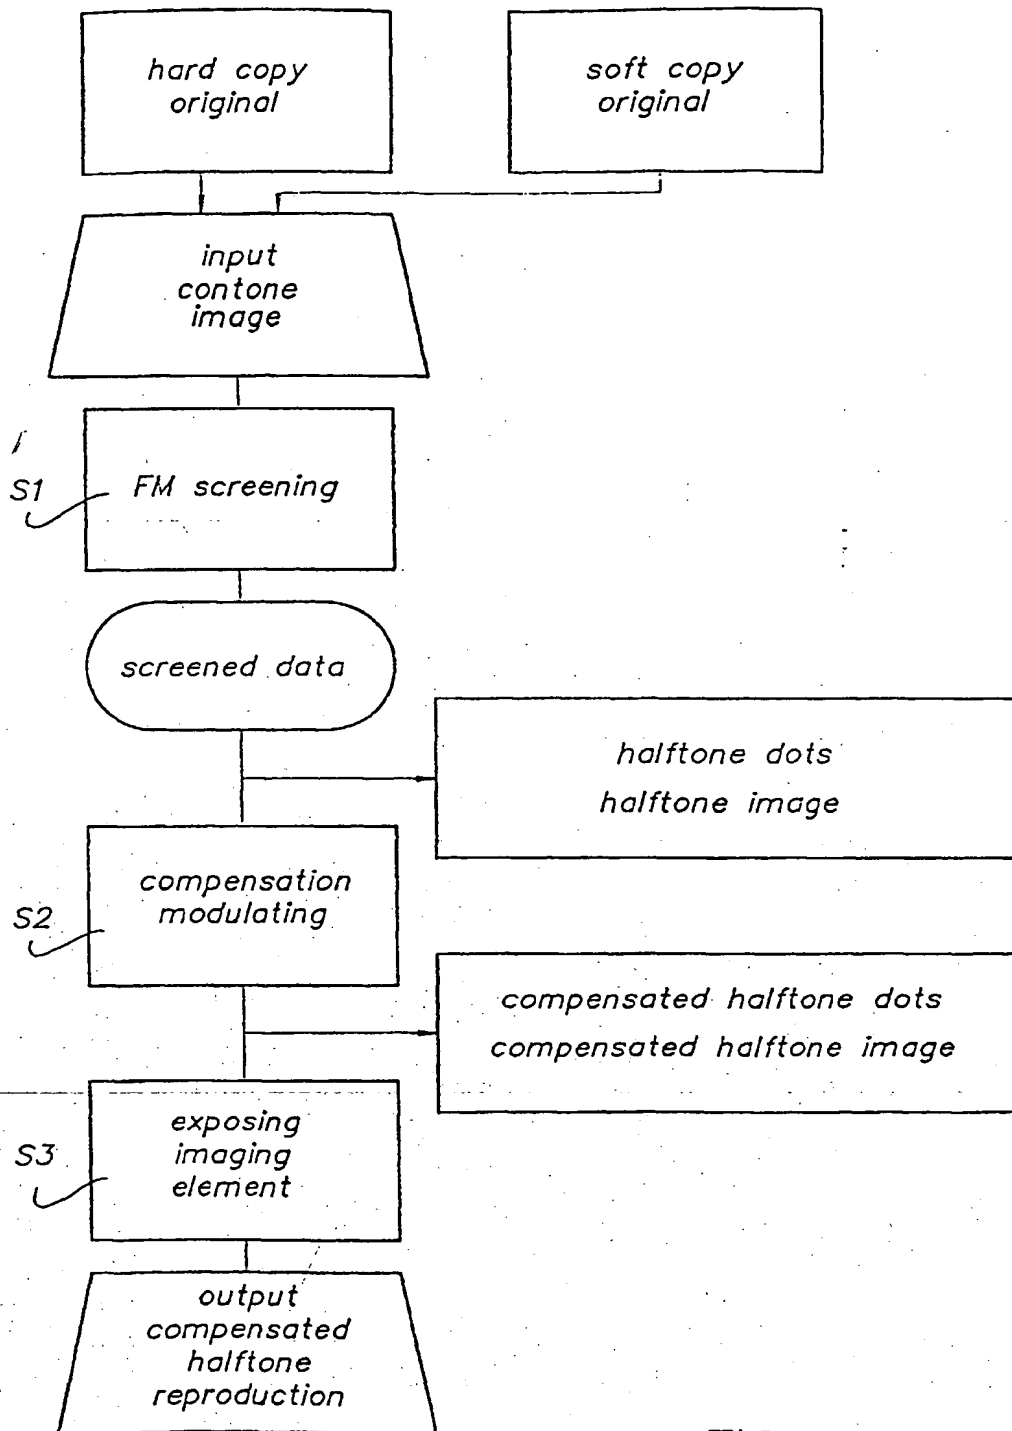 hard copy
original
soft copy
original
input
contone
image
S1
FM screening
screened data
halftone dots
halftone image
compensation
modulating
S2
compensated halftone dots
compensated halftone image
exposing
imaging
element
S3
output
compensated
halftone
reproduction